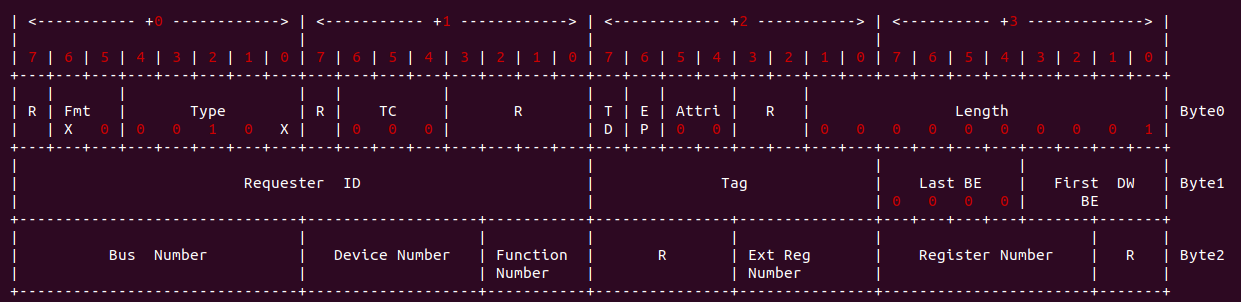 | <----------- +0 ------------> | <----------- +1 ------------> | <----------- +2 ----------> | <---------- +3 -------------> |
| | | | |
| 7 | 6 | 5 | 4 | 3 | 2 | 1 | 0 | 7 | 6 | 5 | 4 | 3 | 2 | 1 | 0 | 7 | 6 | 5 | 4 | 3 | 2 | 1 | 0 | 7 | 6 | 5 | 4 | 3 | 2 | 1 | 0 |
+---+---+---+---+---+---+---+---+---+---+---+---+---+---+---+---+---+---+---+---+---+---+---+---+---+---+---+---+---+---+---+---+
| | | | | | | | | | | |
| R | Fmt | Type | R | TC | R | T | E | Attri | R | Length | Byte0
| | X 0 | 0 0 1 0 X | | 0 0 0 | | D | P | 0 0 | | 0 0 0 0 0 0 0 0 0 1 |
+---+---+---+---+---+---+---+---+---+---+---+---+---+---+---+---+---+---+---+---+---+---+---+---+---+---+---+---+---+---+---+---+
| | | | |
| Requester ID | Tag | Last BE | First DW | Byte1
| | | 0 0 0 0 | BE |
+-------------------------------+-------------------+-----------+---------------+---------------+---+---+---+---+-------+-------+
| | | | | | | |
| Bus Number | Device Number | Function | R | Ext Reg | Register Number | R | Byte2
| | | Number | | Number | | |
+-------------------------------+-------------------+-----------+---------------+---------------+-----------------------+-------+